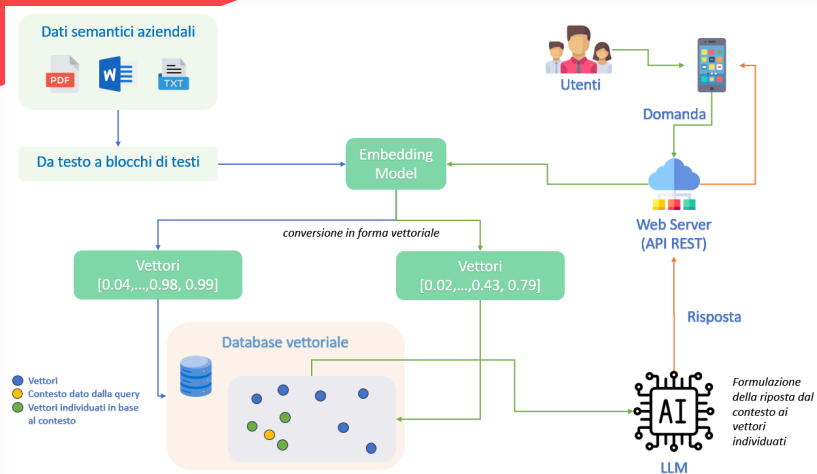 Dati semantici aziendali
PDF
W
TXT
Utenti
Domanda
Da testo a blocchi di testi
Embedding
Model
Web Server
(API REST)
conversione in forma vettoriale
Vettori
[0.04,...,0.98, 0.99]
Vettori
[0.02,...,0.43, 0.79]
Risposta
Database vettoriale
Vettori
Contesto dato dalla query
Vettori individuati in base
al contesto
AI
Formulazione
della riposta dal
contesto ai
vettori
individuati
LLM